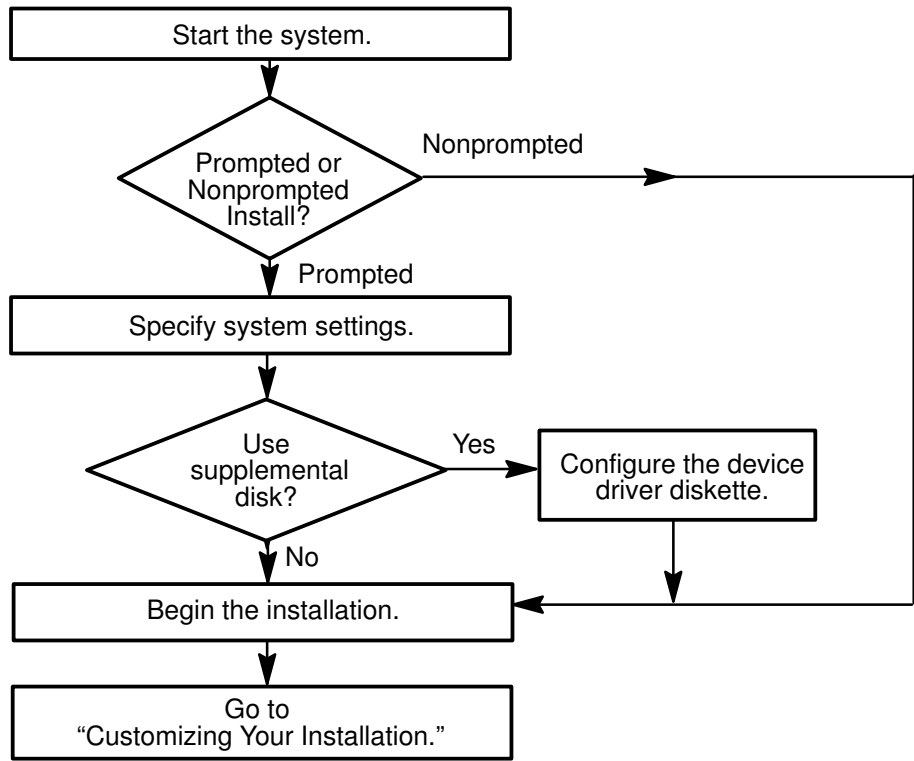 Start the system.
Nonprompted
Prompted or
Nonprompted
Install?
Prompted
Specify system settings.
Use
supplemental
disk?
Yes
Configure the device
driver diskette.
No
Begin the installation.
Go to
“Customizing Your Installation.”